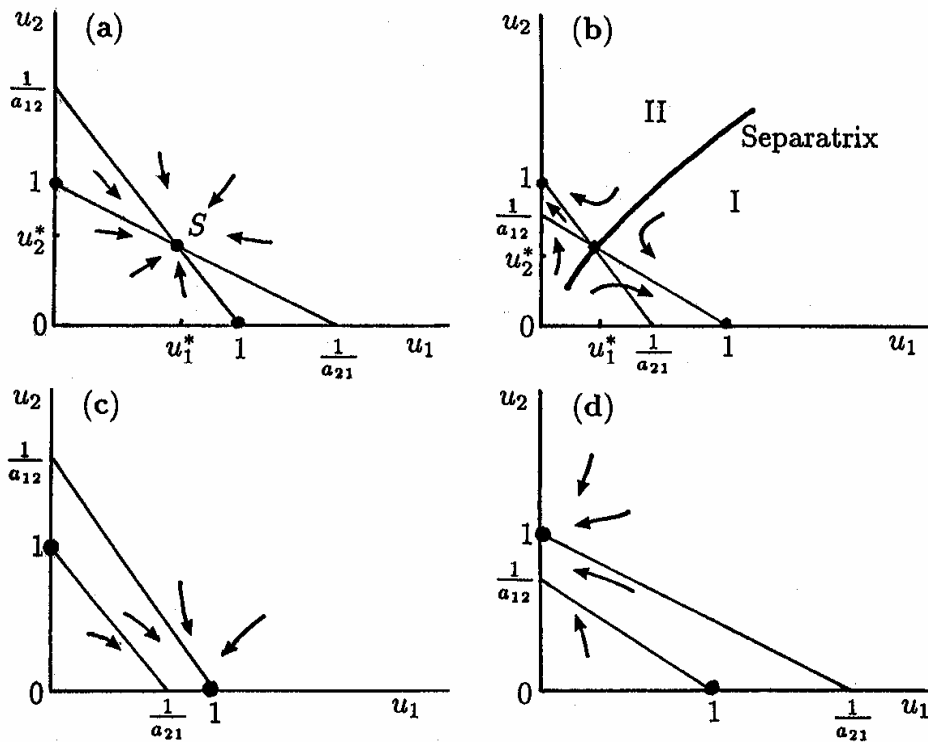 u₂ (a)
1/a₁₂
1
u₂*
S
0
u₁* 1 1/a₂₁ u₁
u₂ (b)
II
Separatrix
I
1
1/a₁₂
u₂*
0
u₁* 1/a₂₁ 1 u₁
u₂ (c)
1/a₁₂
1
0
1/a₂₁ 1 u₁
u₂ (d)
1
1/a₁₂
0
1 1/a₂₁ u₁